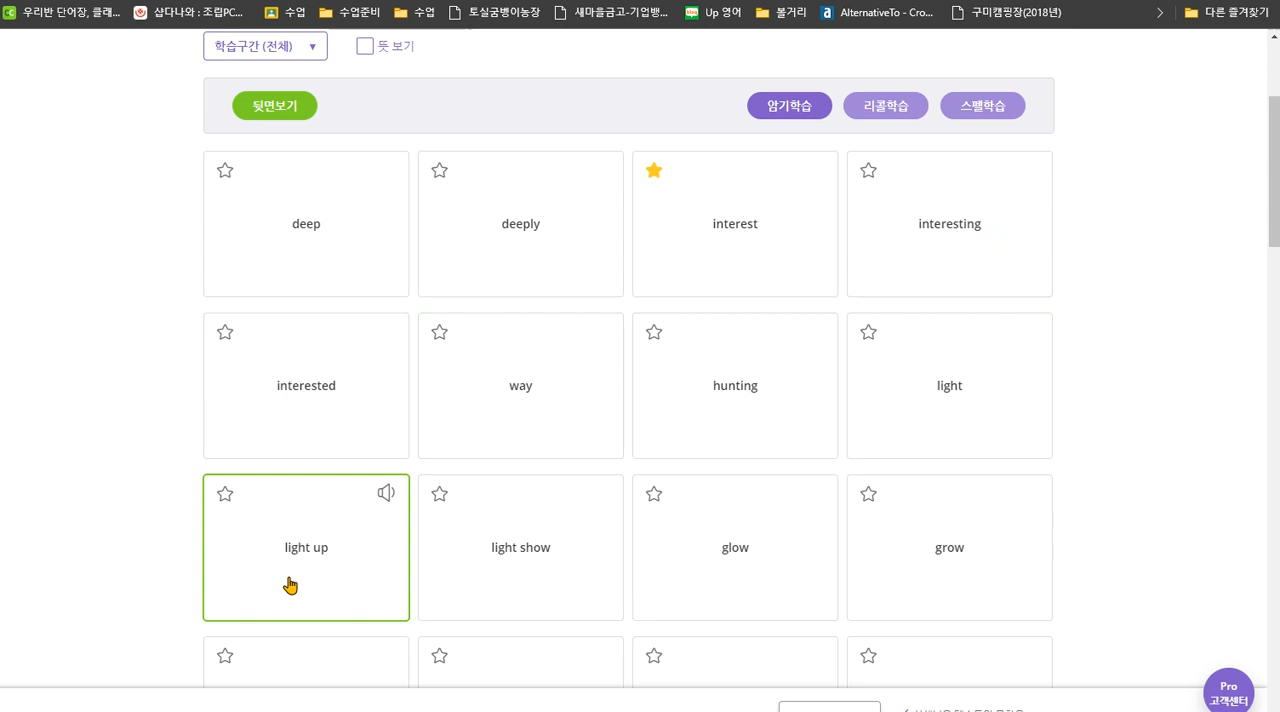 우리반 단어장, 클래... 샵다나와 : 조립PC... 수업 수업준비 수업 토실굼벵이농장 새마을금고-기업뱅... Up 영어 볼거리 AlternativeTo - Cro... 구미캠핑장(2018년) 다른 즐겨찾기
학습구간 (전체) ▼ 뜻 보기
뒷면보기 암기학습 리콜학습 스펠학습
deep deeply interest interesting
interested way hunting light
light up light show glow grow
Pro
고객센터